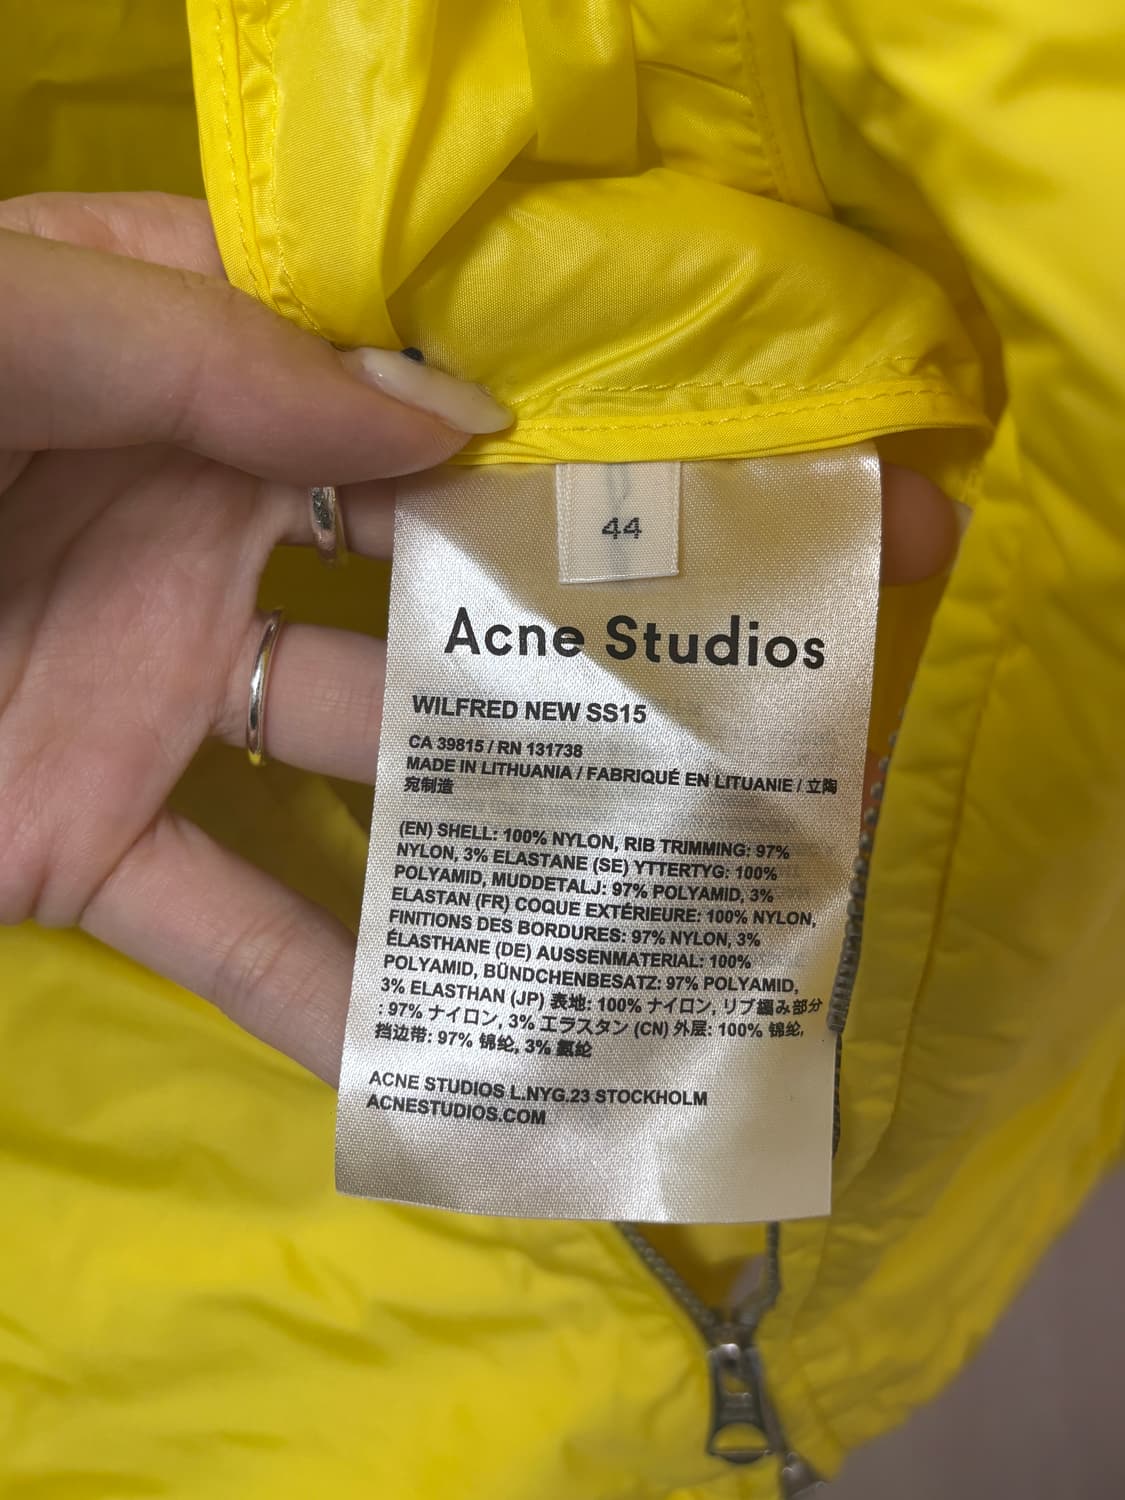 44
Acne Studios
WILFRED NEW SS15
CA 39815 / RN 131738
MADE IN LITHUANIA / FABRIQUÉ EN LITUANIE / 立陶
宛制造
(EN) SHELL: 100% NYLON, RIB TRIMMING: 97%
NYLON, 3% ELASTANE (SE) YTTERTYG: 100%
POLYAMID, MUDDETALJ: 97% POLYAMID, 3%
ELASTAN (FR) COQUE EXTÉRIEURE: 100% NYLON,
FINITIONS DES BORDURES: 97% NYLON, 3%
ÉLASTHANE (DE) AUSSENMATERIAL: 100%
POLYAMID, BÜNDCHENBESATZ: 97% POLYAMID,
3% ELASTHAN (JP) 表地: 100% ナイロン, リブ編み部分
: 97% ナイロン, 3% エラスタン (CN) 外层: 100% 锦纶,
挡边带: 97% 锦纶, 3% 氨纶
ACNE STUDIOS L.NYG.23 STOCKHOLM
ACNESTUDIOS.COM